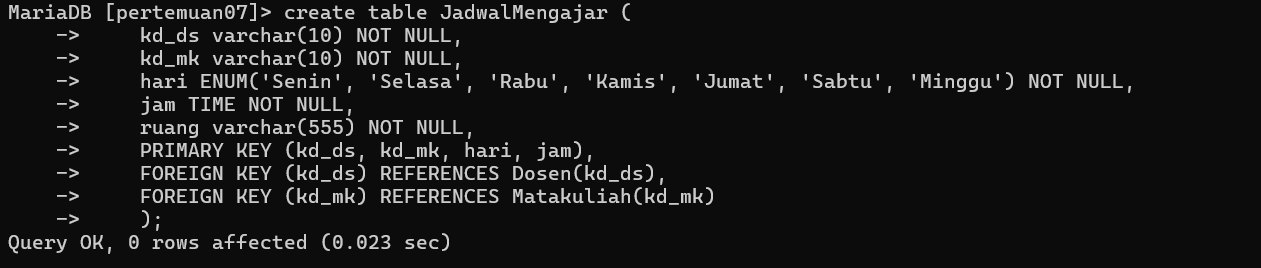 MariaDB [pertemuan07]> create table JadwalMengajar (
    ->     kd_ds varchar(10) NOT NULL,
    ->     kd_mk varchar(10) NOT NULL,
    ->     hari ENUM('Senin', 'Selasa', 'Rabu', 'Kamis', 'Jumat', 'Sabtu', 'Minggu') NOT NULL,
    ->     jam TIME NOT NULL,
    ->     ruang varchar(555) NOT NULL,
    ->     PRIMARY KEY (kd_ds, kd_mk, hari, jam),
    ->     FOREIGN KEY (kd_ds) REFERENCES Dosen(kd_ds),
    ->     FOREIGN KEY (kd_mk) REFERENCES Matakuliah(kd_mk)
    ->     );
Query OK, 0 rows affected (0.023 sec)